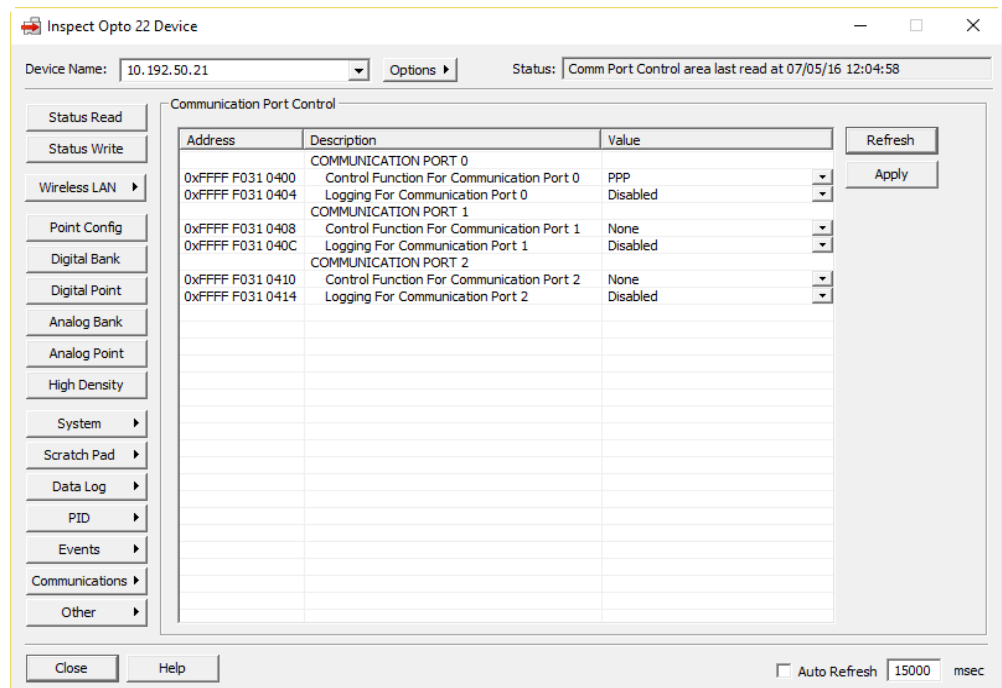 Inspect Opto 22 Device
Device Name: 10.192.50.21 Options Status: Comm Port Control area last read at 07/05/16 12:04:58
Status Read
Status Write
Wireless LAN
Point Config
Digital Bank
Digital Point
Analog Bank
Analog Point
High Density
System
Scratch Pad
Data Log
PID
Events
Communications
Other
Communication Port Control
Address Description Value
COMMUNICATION PORT 0
0xFFFF F031 0400 Control Function For Communication Port 0 PPP
0xFFFF F031 0404 Logging For Communication Port 0 Disabled
COMMUNICATION PORT 1
0xFFFF F031 0408 Control Function For Communication Port 1 None
0xFFFF F031 040C Logging For Communication Port 1 Disabled
COMMUNICATION PORT 2
0xFFFF F031 0410 Control Function For Communication Port 2 None
0xFFFF F031 0414 Logging For Communication Port 2 Disabled
Refresh
Apply
Close Help Auto Refresh 15000 msec